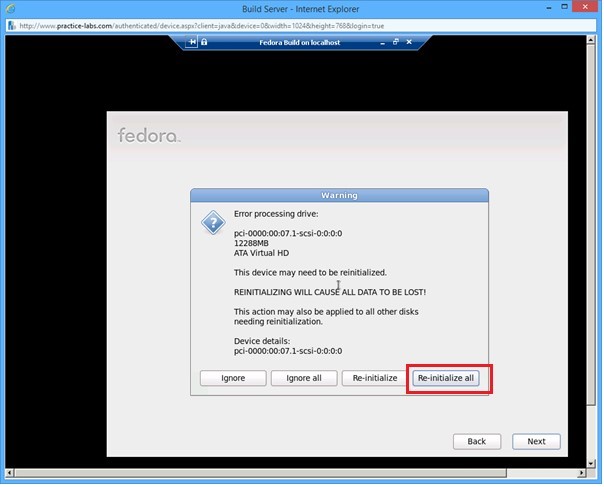 Build Server - Internet Explorer
http://www.practice-labs.com/authenticated/device.aspx?client=java&device=0&width=1024&height=768&login=true
Fedora Build on localhost
fedora
Warning
Error processing drive:
pci-0000:00:07.1-scsi-0:0:0:0
12288MB
ATA Virtual HD
This device may need to be reinitialized.
REINITIALIZING WILL CAUSE ALL DATA TO BE LOST!
This action may also be applied to all other disks
needing reinitialization.
Device details:
pci-0000:00:07.1-scsi-0:0:0:0
Ignore Ignore all Re-initialize Re-initialize all
Back Next